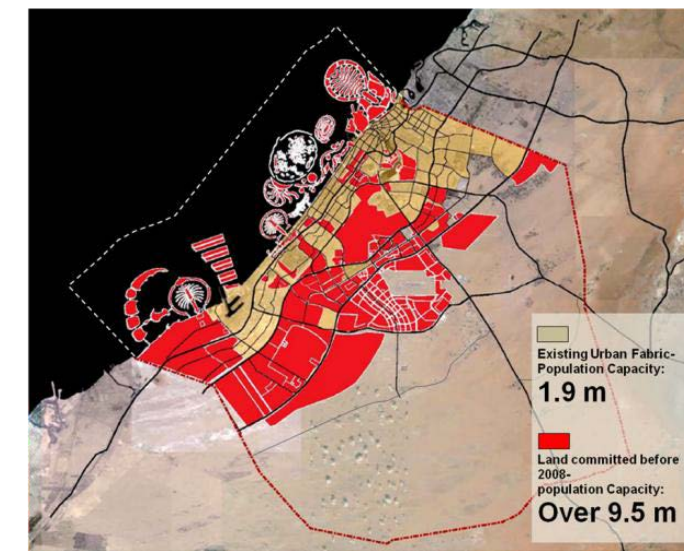 Existing Urban Fabric-
Population Capacity:
1.9 m
Land committed before
2008-
population Capacity:
Over 9.5 m